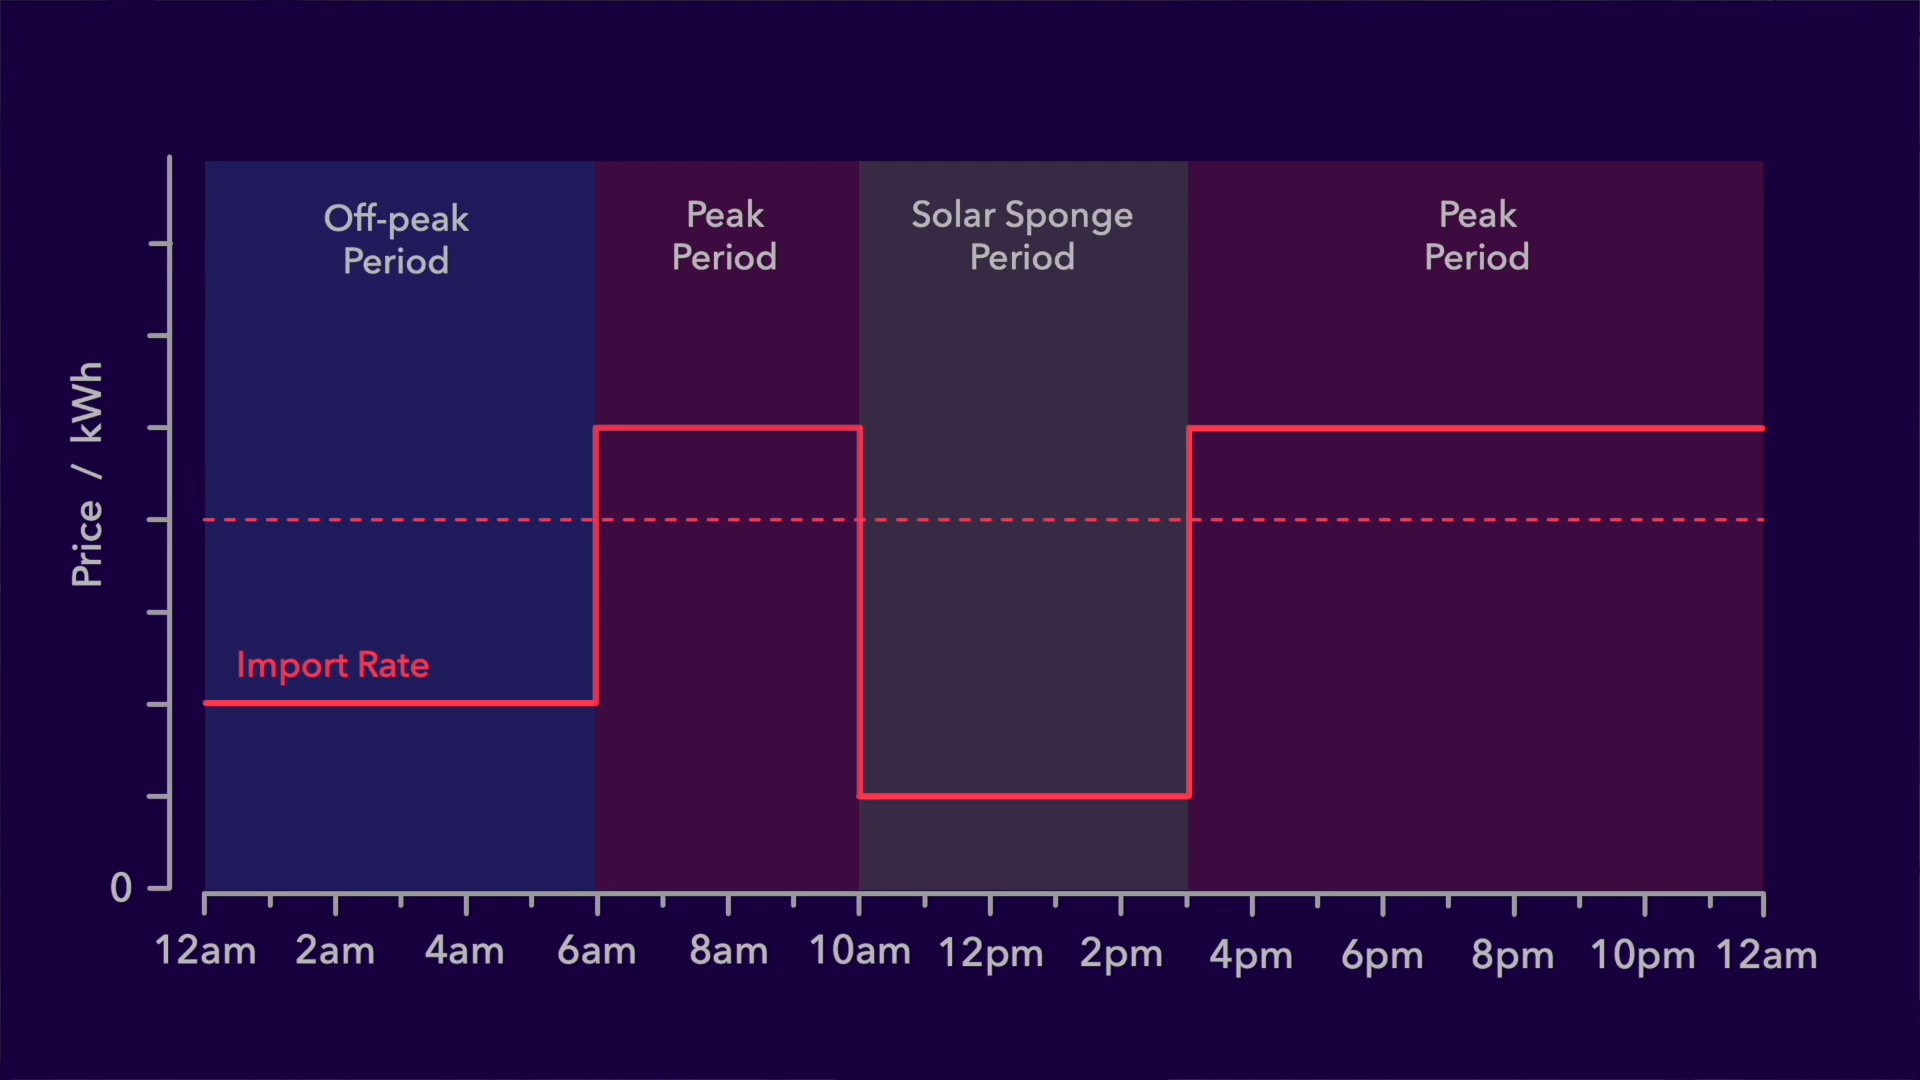 Off-peak
Period
Peak
Period
Solar Sponge
Period
Peak
Period
Price / kWh
Import Rate
0
12am 2am 4am 6am 8am 10am 12pm 2pm 4pm 6pm 8pm 10pm 12am